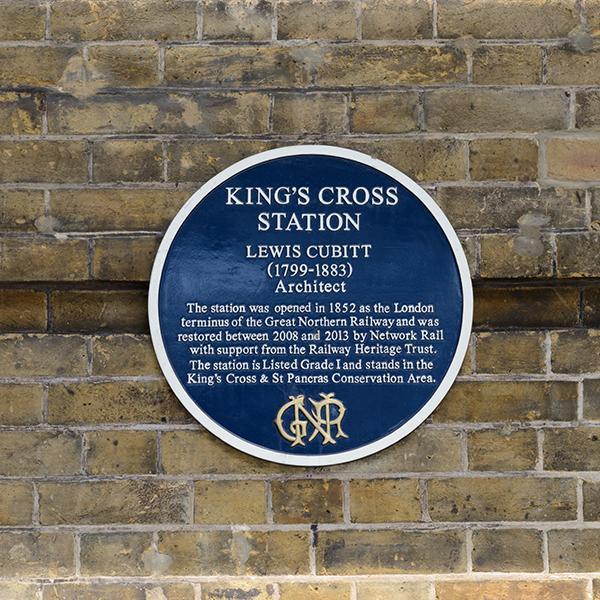 KING'S CROSS
STATION
LEWIS CUBITT
(1799-1883)
Architect
The station was opened in 1852 as the London
terminus of the Great Northern Railway and was
restored between 2008 and 2013 by Network Rail
with support from the Railway Heritage Trust.
The station is Listed Grade I and stands in the
King's Cross & St Pancras Conservation Area.
GNR